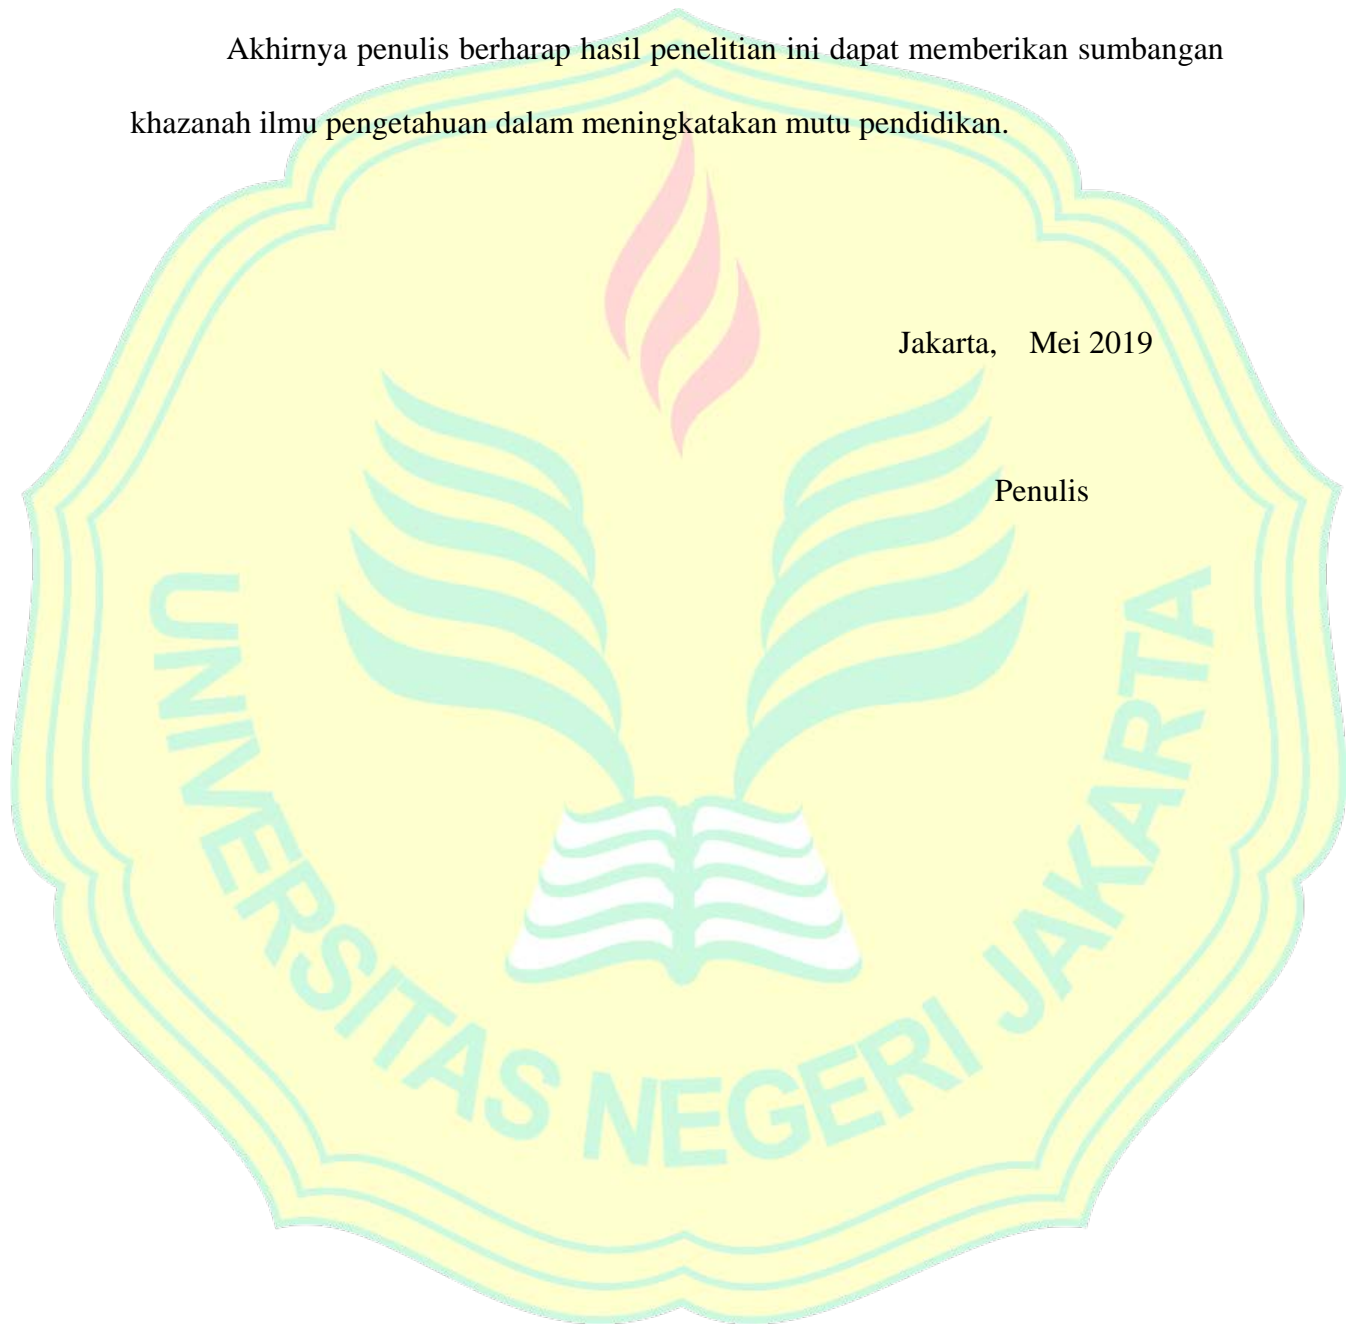 Akhirnya penulis berharap hasil penelitian ini dapat memberikan sumbangan
khazanah ilmu pengetahuan dalam meningkatakan mutu pendidikan.
Jakarta, Mei 2019
Penulis
UNIVERSITAS NEGERI JAKARTA